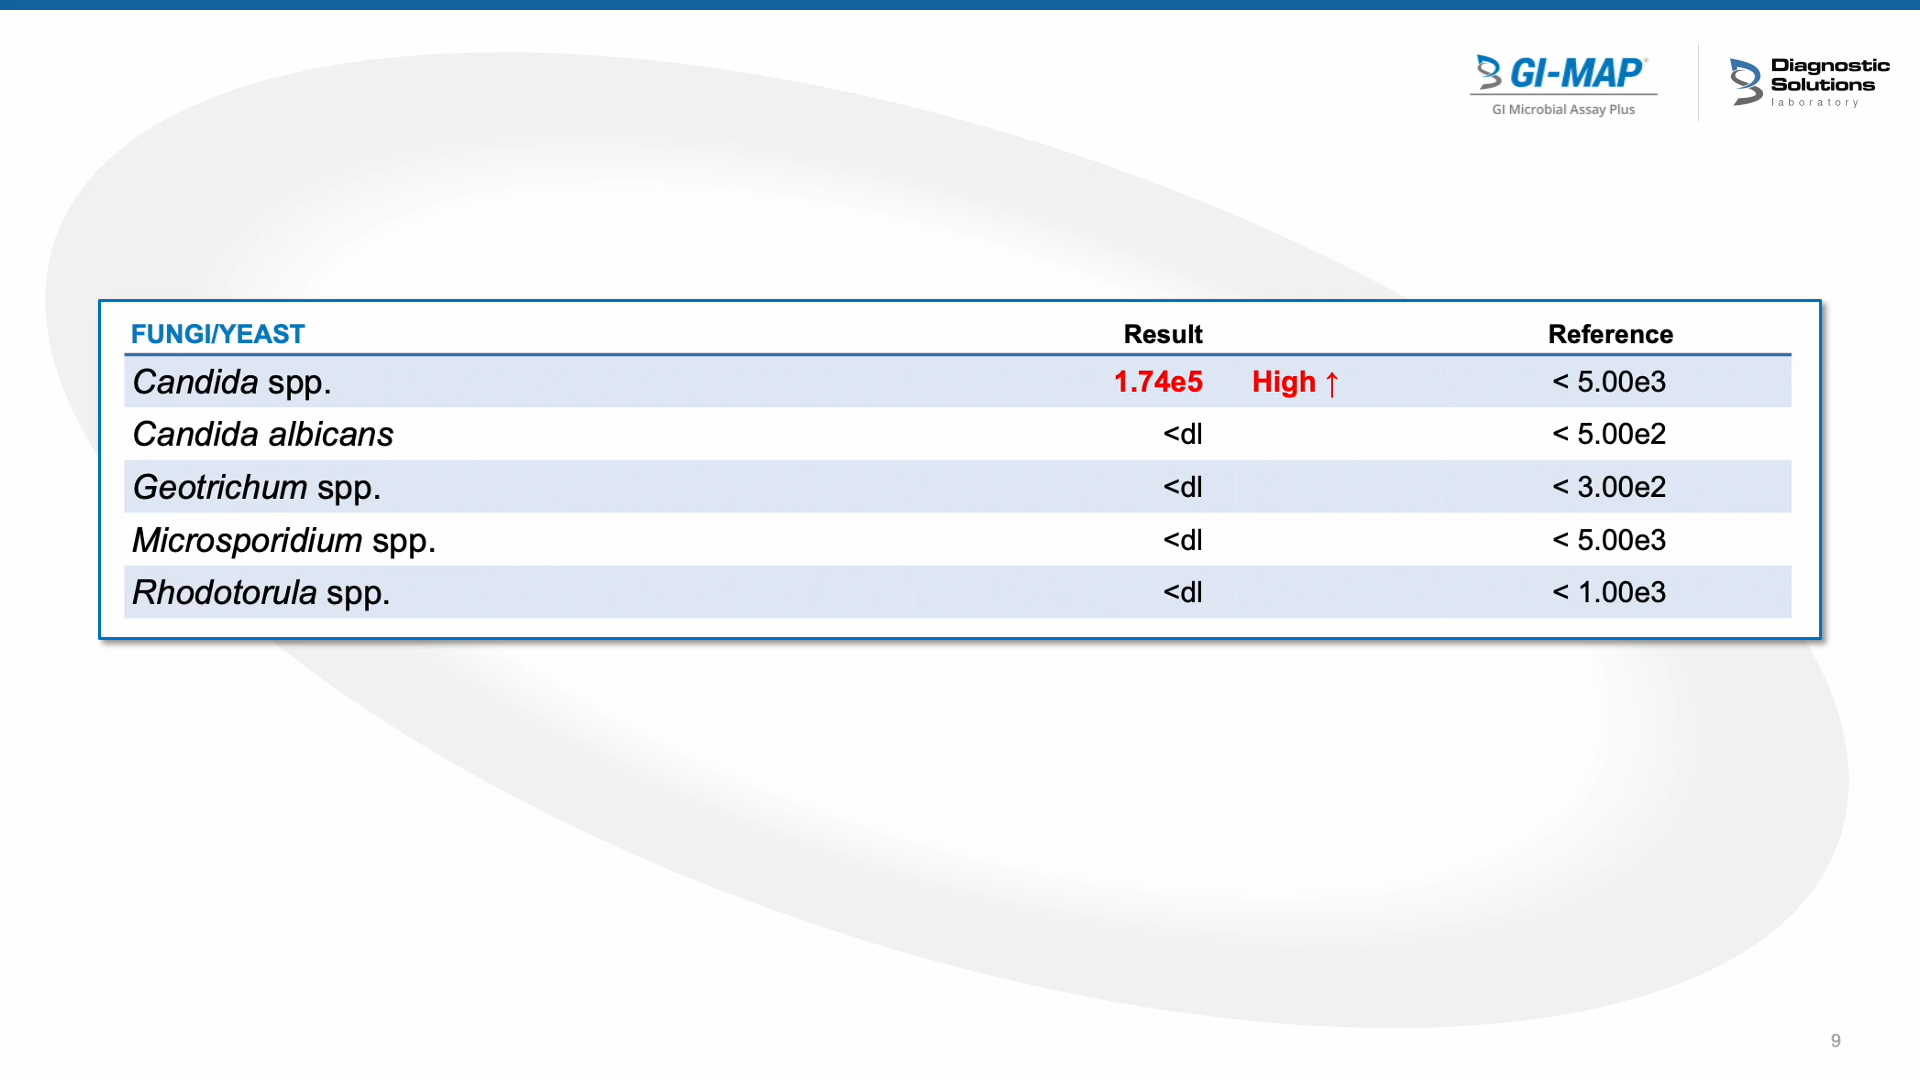 GI-MAP®
GI Microbial Assay Plus
Diagnostic
Solutions
laboratory
FUNGI/YEAST Result Reference
Candida spp. 1.74e5 High ↑ < 5.00e3
Candida albicans <dl < 5.00e2
Geotrichum spp. <dl < 3.00e2
Microsporidium spp. <dl < 5.00e3
Rhodotorula spp. <dl < 1.00e3
9